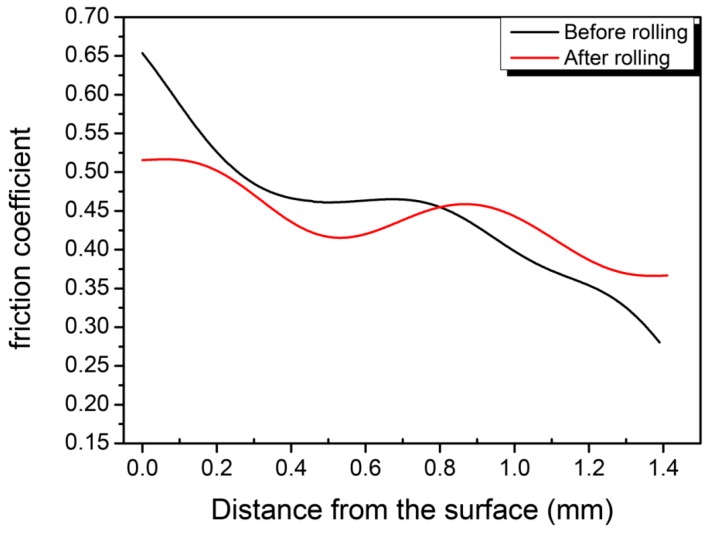 Before rolling
After rolling
friction coefficient
0.70
0.65
0.60
0.55
0.50
0.45
0.40
0.35
0.30
0.25
0.20
0.15
0.0 0.2 0.4 0.6 0.8 1.0 1.2 1.4
Distance from the surface (mm)